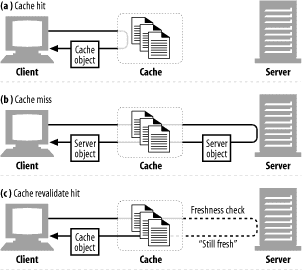 (a) Cache hit
Cache
object
Client
Cache
Server
(b) Cache miss
Server
object
Server
object
Client
Cache
Server
(c) Cache revalidate hit
Freshness check
Cache
object
"Still fresh"
Client
Cache
Server